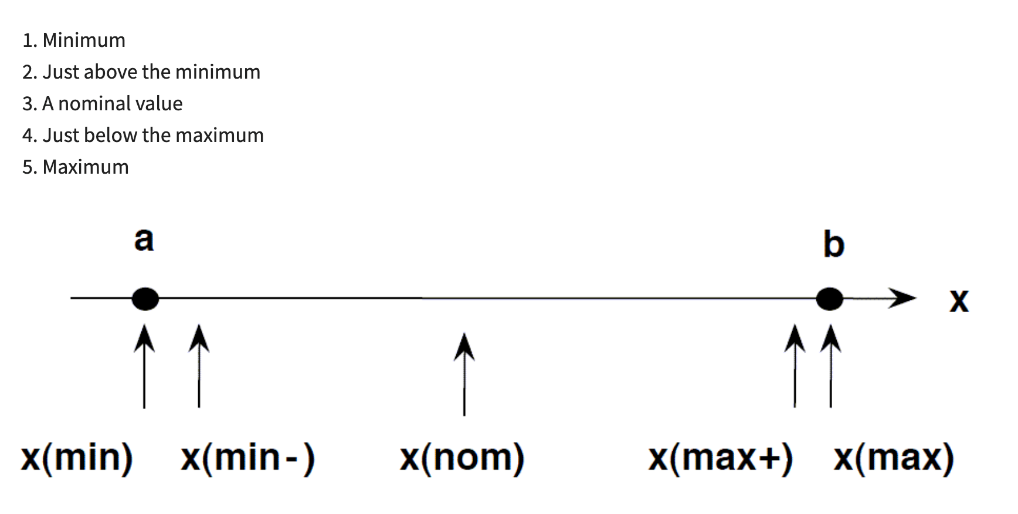 1. Minimum
2. Just above the minimum
3. A nominal value
4. Just below the maximum
5. Maximum
a
b
x
x(min)
x(min-)
x(nom)
x(max+)
x(max)